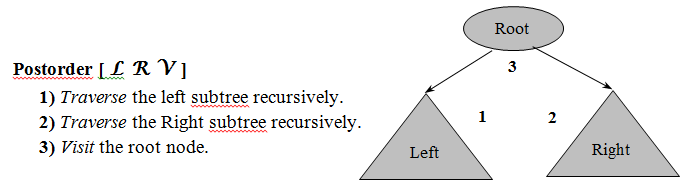 Postorder [ ℒ ℛ 𝒱 ]
1) Traverse the left subtree recursively.
2) Traverse the Right subtree recursively.
3) Visit the root node.
Root
3
1
2
Left
Right